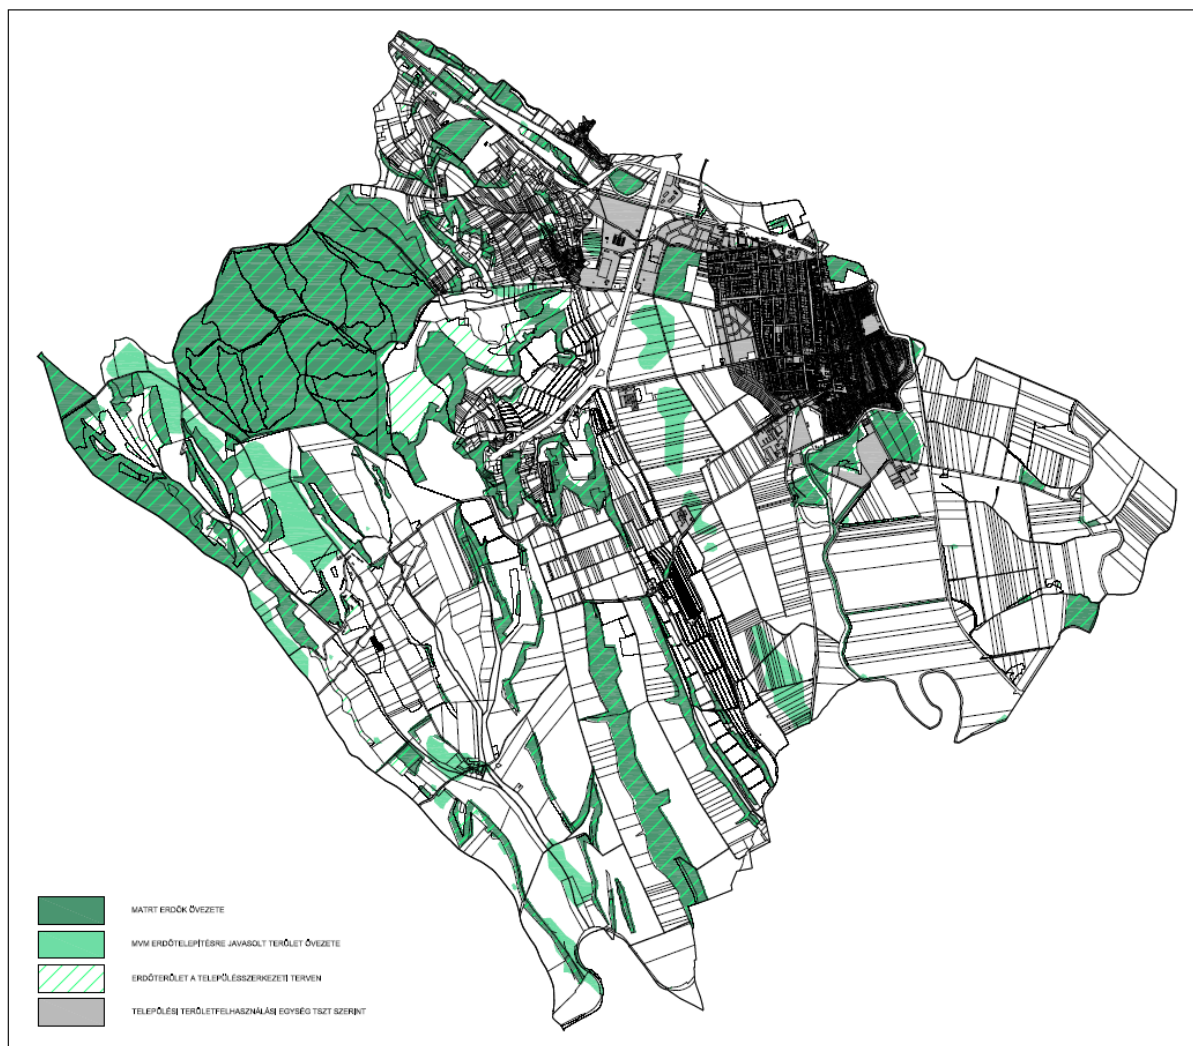 MATRT ERDŐK ÖVEZETE
MVM ERDŐTELEPÍTÉSRE JAVASOLT TERÜLET ÖVEZETE
ERDŐTERÜLET A TELEPÜLÉSSZERKEZETI TERVEN
TELEPÜLÉSI TERÜLETFELHASZNÁLÁSI EGYSÉG TSZT SZERINT